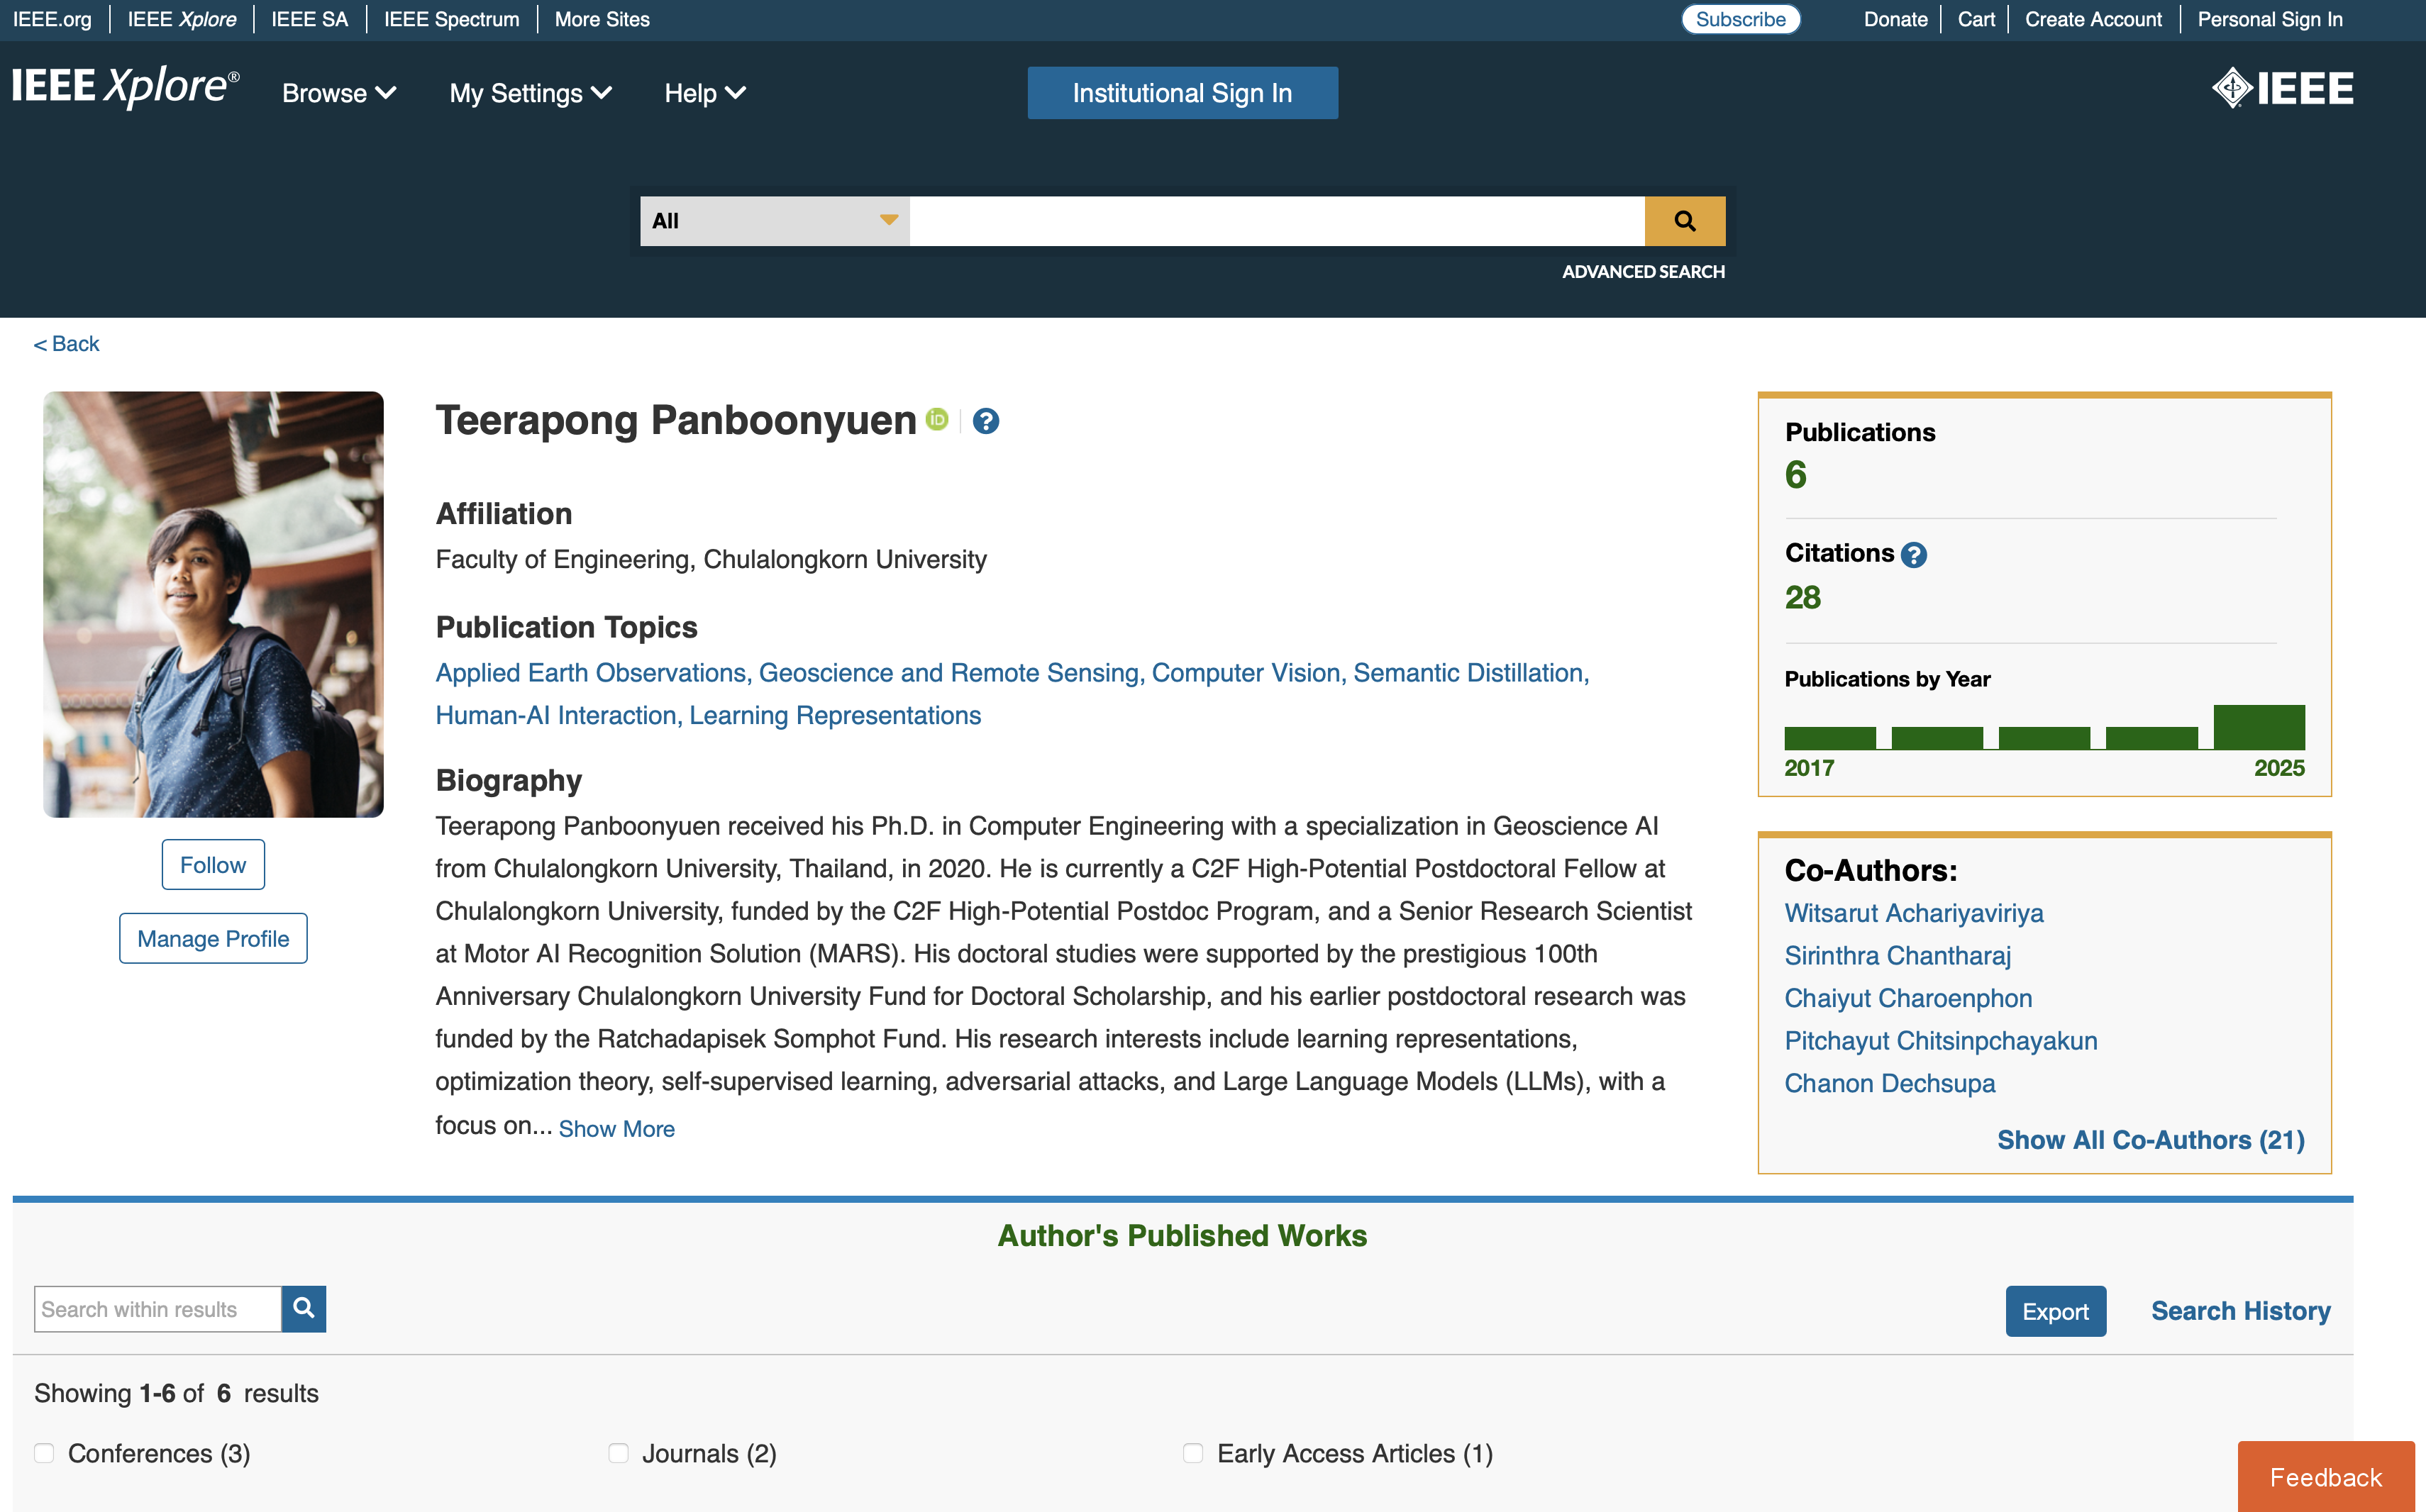 IEEE.org IEEE Xplore IEEE SA IEEE Spectrum More Sites Subscribe Donate Cart Create Account Personal Sign In
IEEE Xplore® Browse My Settings Help Institutional Sign In IEEE
All
ADVANCED SEARCH
< Back
Teerapong Panboonyuen iD ?
Affiliation
Faculty of Engineering, Chulalongkorn University
Publication Topics
Applied Earth Observations, Geoscience and Remote Sensing, Computer Vision, Semantic Distillation,
Human-AI Interaction, Learning Representations
Biography
Teerapong Panboonyuen received his Ph.D. in Computer Engineering with a specialization in Geoscience AI
from Chulalongkorn University, Thailand, in 2020. He is currently a C2F High-Potential Postdoctoral Fellow at
Chulalongkorn University, funded by the C2F High-Potential Postdoc Program, and a Senior Research Scientist
at Motor AI Recognition Solution (MARS). His doctoral studies were supported by the prestigious 100th
Anniversary Chulalongkorn University Fund for Doctoral Scholarship, and his earlier postdoctoral research was
funded by the Ratchadapisek Somphot Fund. His research interests include learning representations,
optimization theory, self-supervised learning, adversarial attacks, and Large Language Models (LLMs), with a
focus on... Show More
Follow
Manage Profile
Publications
6
Citations ?
28
Publications by Year
2017 2025
Co-Authors:
Witsarut Achariyaviriya
Sirinthra Chantharaj
Chaiyut Charoenphon
Pitchayut Chitsinpchayakun
Chanon Dechsupa
Show All Co-Authors (21)
Author's Published Works
Search within results Export Search History
Showing 1-6 of 6 results
Conferences (3) Journals (2) Early Access Articles (1)
Feedback